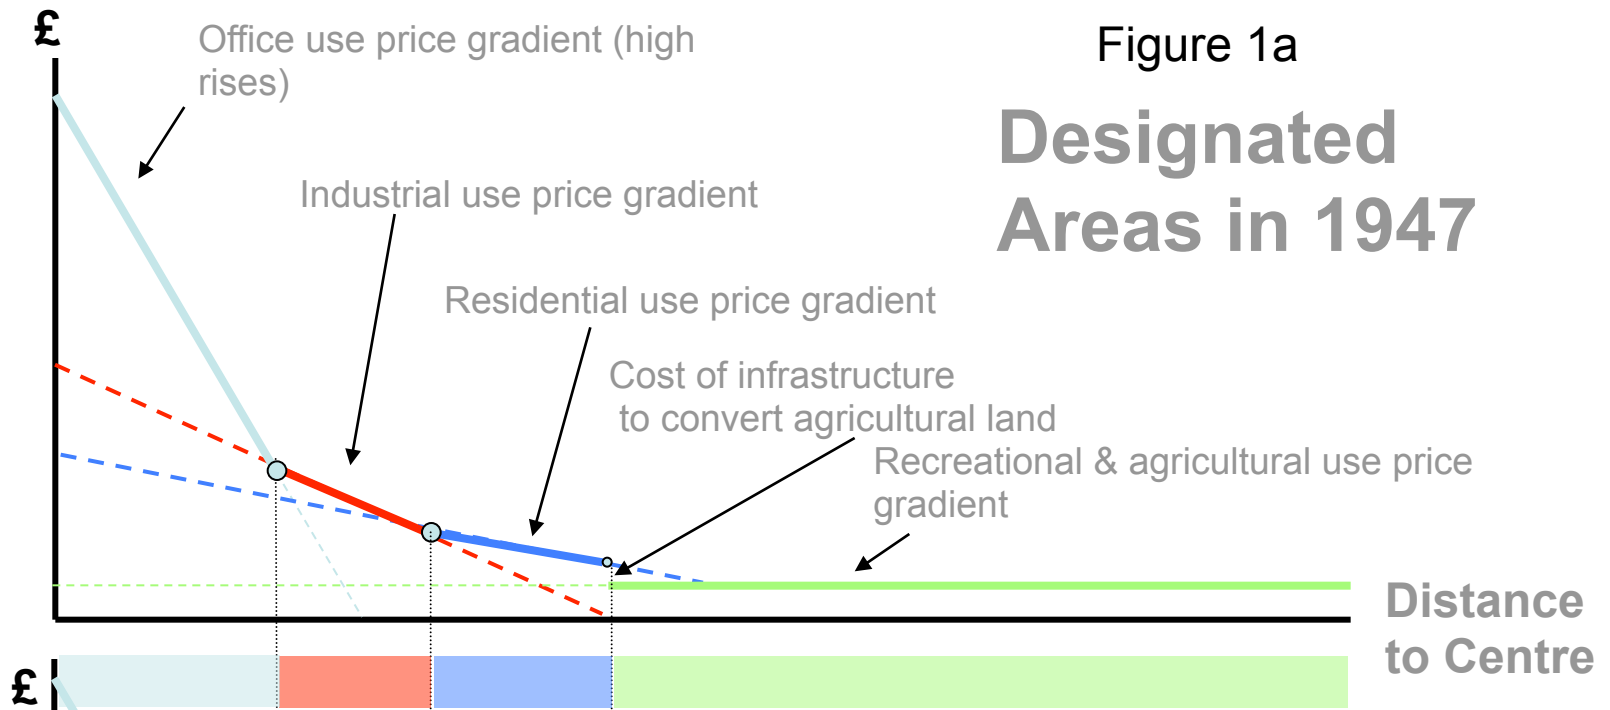 £
Office use price gradient (high
rises)
Figure 1a
Designated
Areas in 1947
Industrial use price gradient
Residential use price gradient
Cost of infrastructure
to convert agricultural land
Recreational & agricultural use price
gradient
Distance
to Centre
£